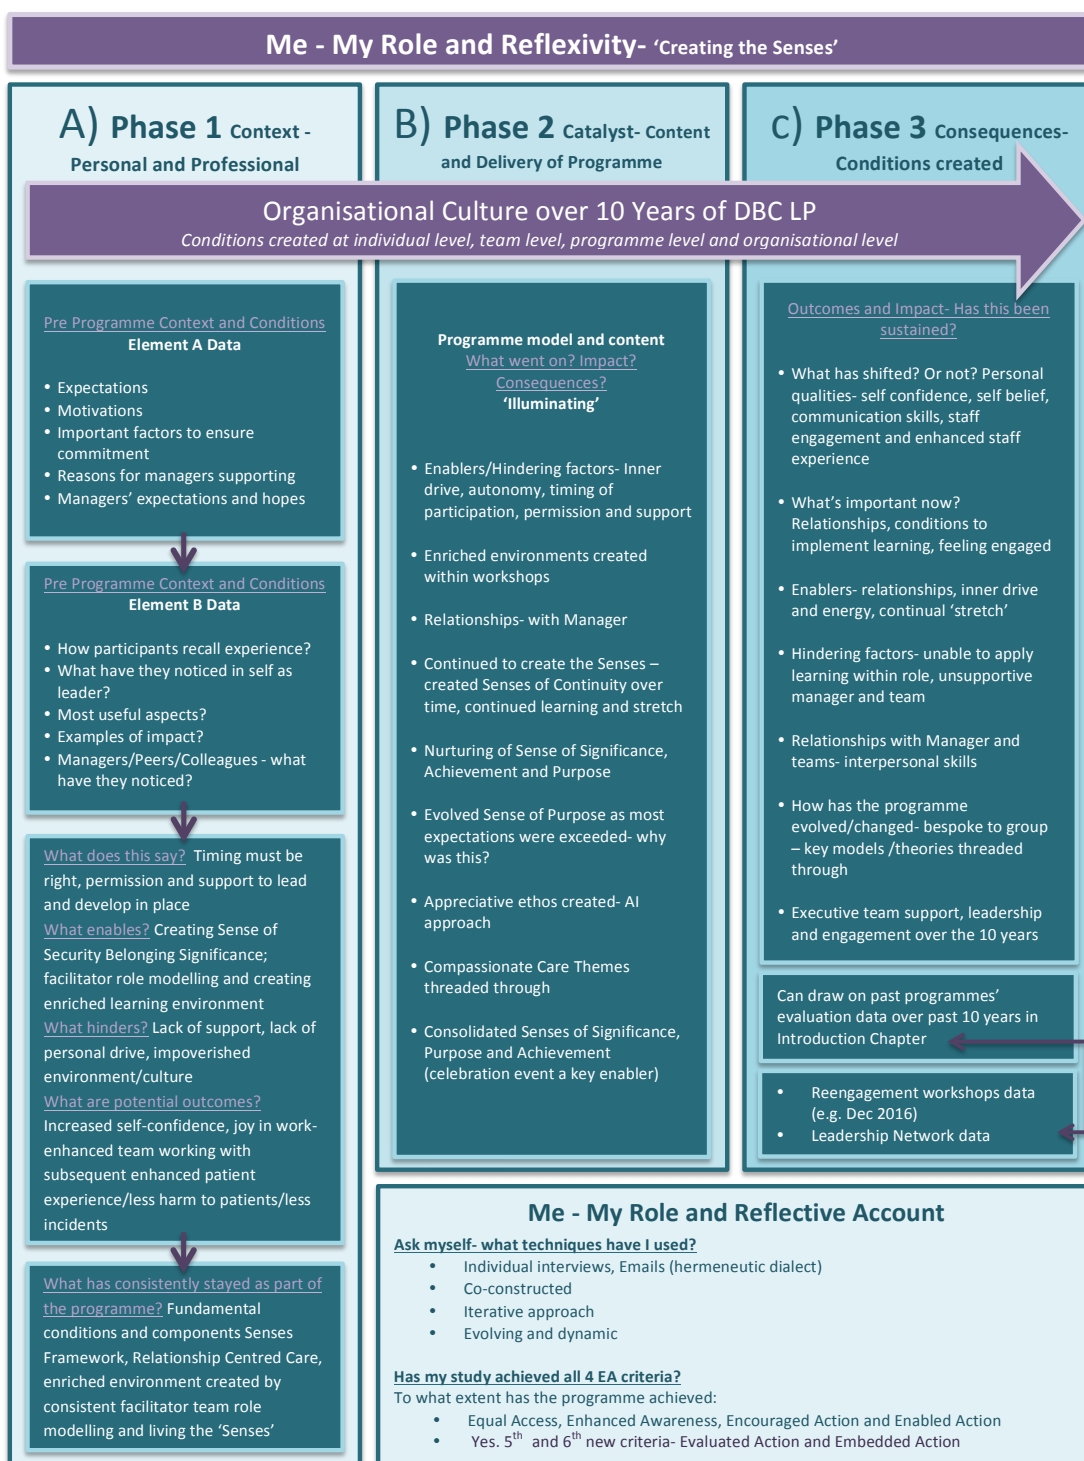 Me - My Role and Reflexivity- ‘Creating the Senses’
A) Phase 1 Context -
Personal and Professional
B) Phase 2 Catalyst- Content
and Delivery of Programme
C) Phase 3 Consequences-
Conditions created
Organisational Culture over 10 Years of DBC LP
Conditions created at individual level, team level, programme level and organisational level
Pre Programme Context and Conditions
Element A Data
• Expectations
• Motivations
• Important factors to ensure
commitment
• Reasons for managers supporting
• Managers’ expectations and hopes
Pre Programme Context and Conditions
Element B Data
• How participants recall experience?
• What have they noticed in self as
leader?
• Most useful aspects?
• Examples of impact?
• Managers/Peers/Colleagues - what
have they noticed?
What does this say? Timing must be
right, permission and support to lead
and develop in place
What enables? Creating Sense of
Security Belonging Significance;
facilitator role modelling and creating
enriched learning environment
What hinders? Lack of support, lack of
personal drive, impoverished
environment/culture
What are potential outcomes?
Increased self-confidence, joy in work-
enhanced team working with
subsequent enhanced patient
experience/less harm to patients/less
incidents
What has consistently stayed as part of
the programme? Fundamental
conditions and components Senses
Framework, Relationship Centred Care,
enriched environment created by
consistent facilitator team role
modelling and living the ‘Senses’
Programme model and content
What went on? Impact?
Consequences?
‘Illuminating’
• Enablers/Hindering factors- Inner
drive, autonomy, timing of
participation, permission and support
• Enriched environments created
within workshops
• Relationships- with Manager
• Continued to create the Senses –
created Senses of Continuity over
time, continued learning and stretch
• Nurturing of Sense of Significance,
Achievement and Purpose
• Evolved Sense of Purpose as most
expectations were exceeded- why
was this?
• Appreciative ethos created- AI
approach
• Compassionate Care Themes
threaded through
• Consolidated Senses of Significance,
Purpose and Achievement
(celebration event a key enabler)
Outcomes and Impact- Has this been
sustained?
• What has shifted? Or not? Personal
qualities- self confidence, self belief,
communication skills, staff
engagement and enhanced staff
experience
• What’s important now?
Relationships, conditions to
implement learning, feeling engaged
• Enablers- relationships, inner drive
and energy, continual ‘stretch’
• Hindering factors- unable to apply
learning within role, unsupportive
manager and team
• Relationships with Manager and
teams- interpersonal skills
• How has the programme
evolved/changed- bespoke to group
– key models /theories threaded
through
• Executive team support, leadership
and engagement over the 10 years
Can draw on past programmes’
evaluation data over past 10 years in
Introduction Chapter
• Reengagement workshops data
(e.g. Dec 2016)
• Leadership Network data
Me - My Role and Reflective Account
Ask myself- what techniques have I used?
• Individual interviews, Emails (hermeneutic dialect)
• Co-constructed
• Iterative approach
• Evolving and dynamic
Has my study achieved all 4 EA criteria?
To what extent has the programme achieved:
• Equal Access, Enhanced Awareness, Encouraged Action and Enabled Action
• Yes. 5th and 6th new criteria- Evaluated Action and Embedded Action